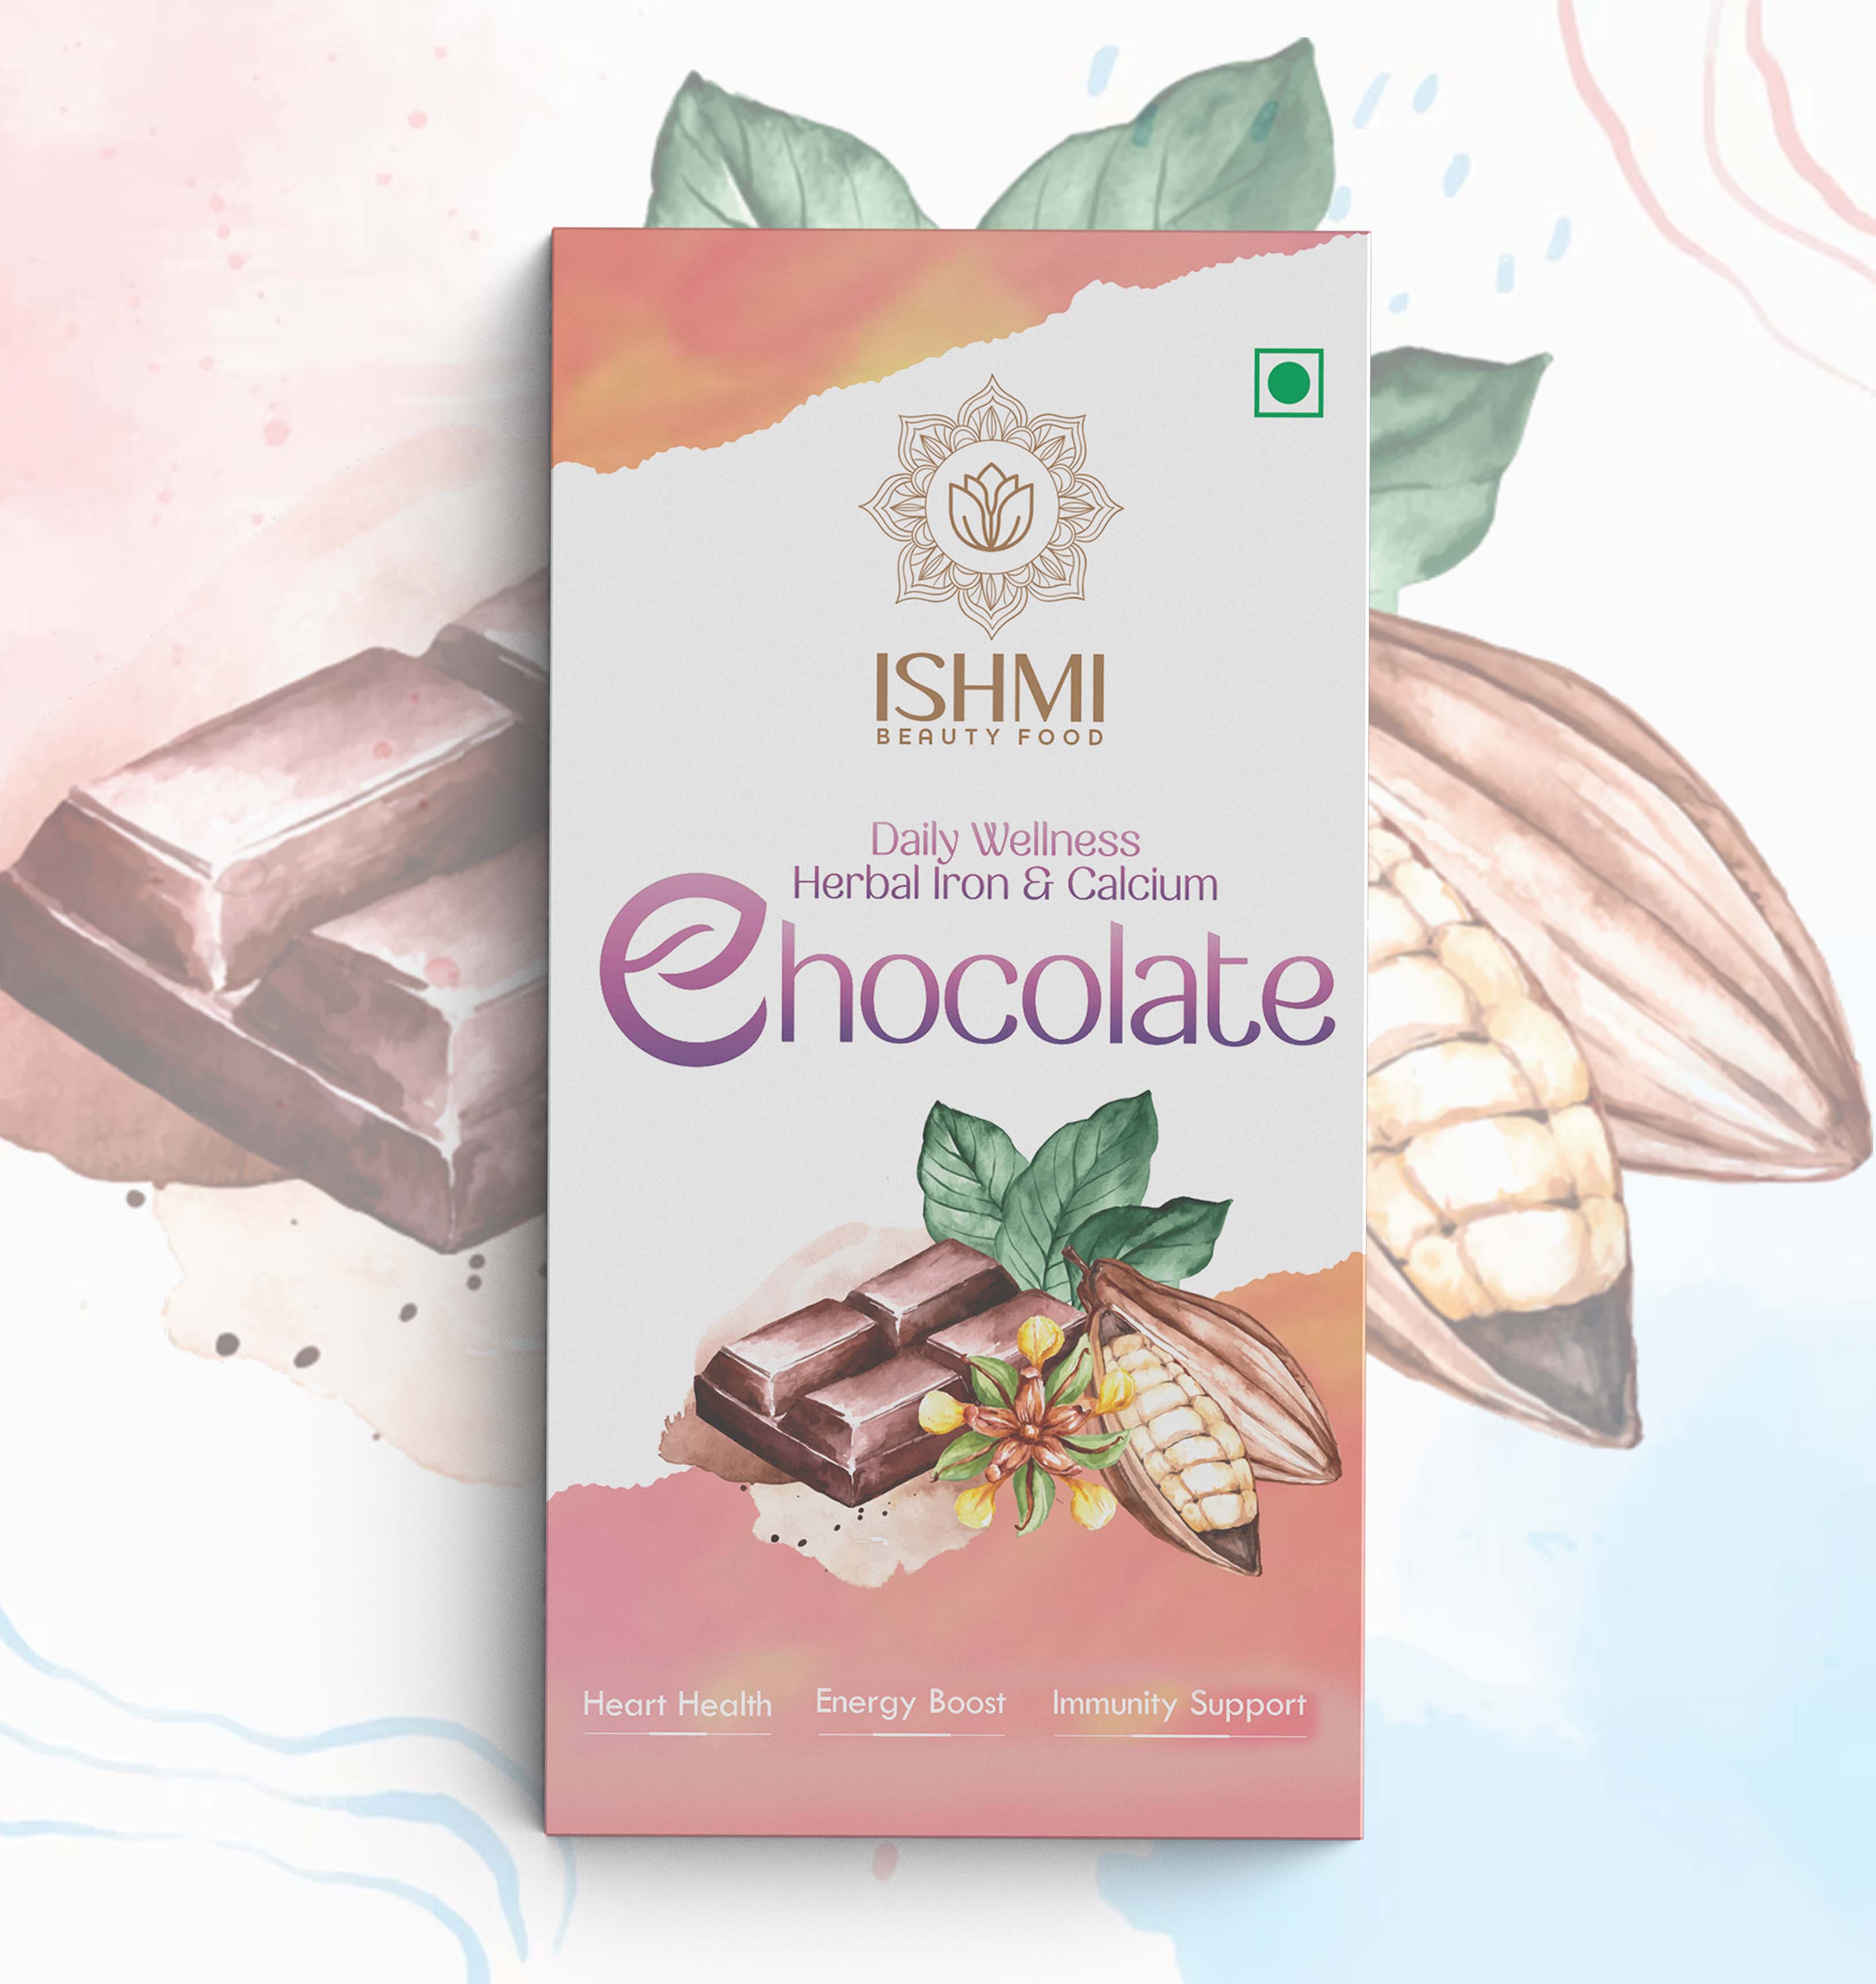 ISHMI
BEAUTY FOOD
Daily Wellness
Herbal Iron & Calcium
Chocolate
Heart Health Energy Boost Immunity Support